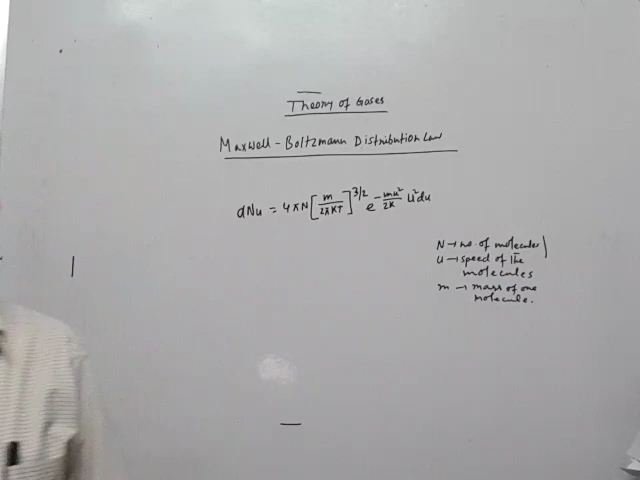 Theory of Gases
Maxwell - Boltzmann Distribution Law
dNu = 4πN [m/2πKT]^3/2 e^-mu²/2K u²du
N → no. of molecules
u → speed of the
molecules
m → mass of one
molecule.